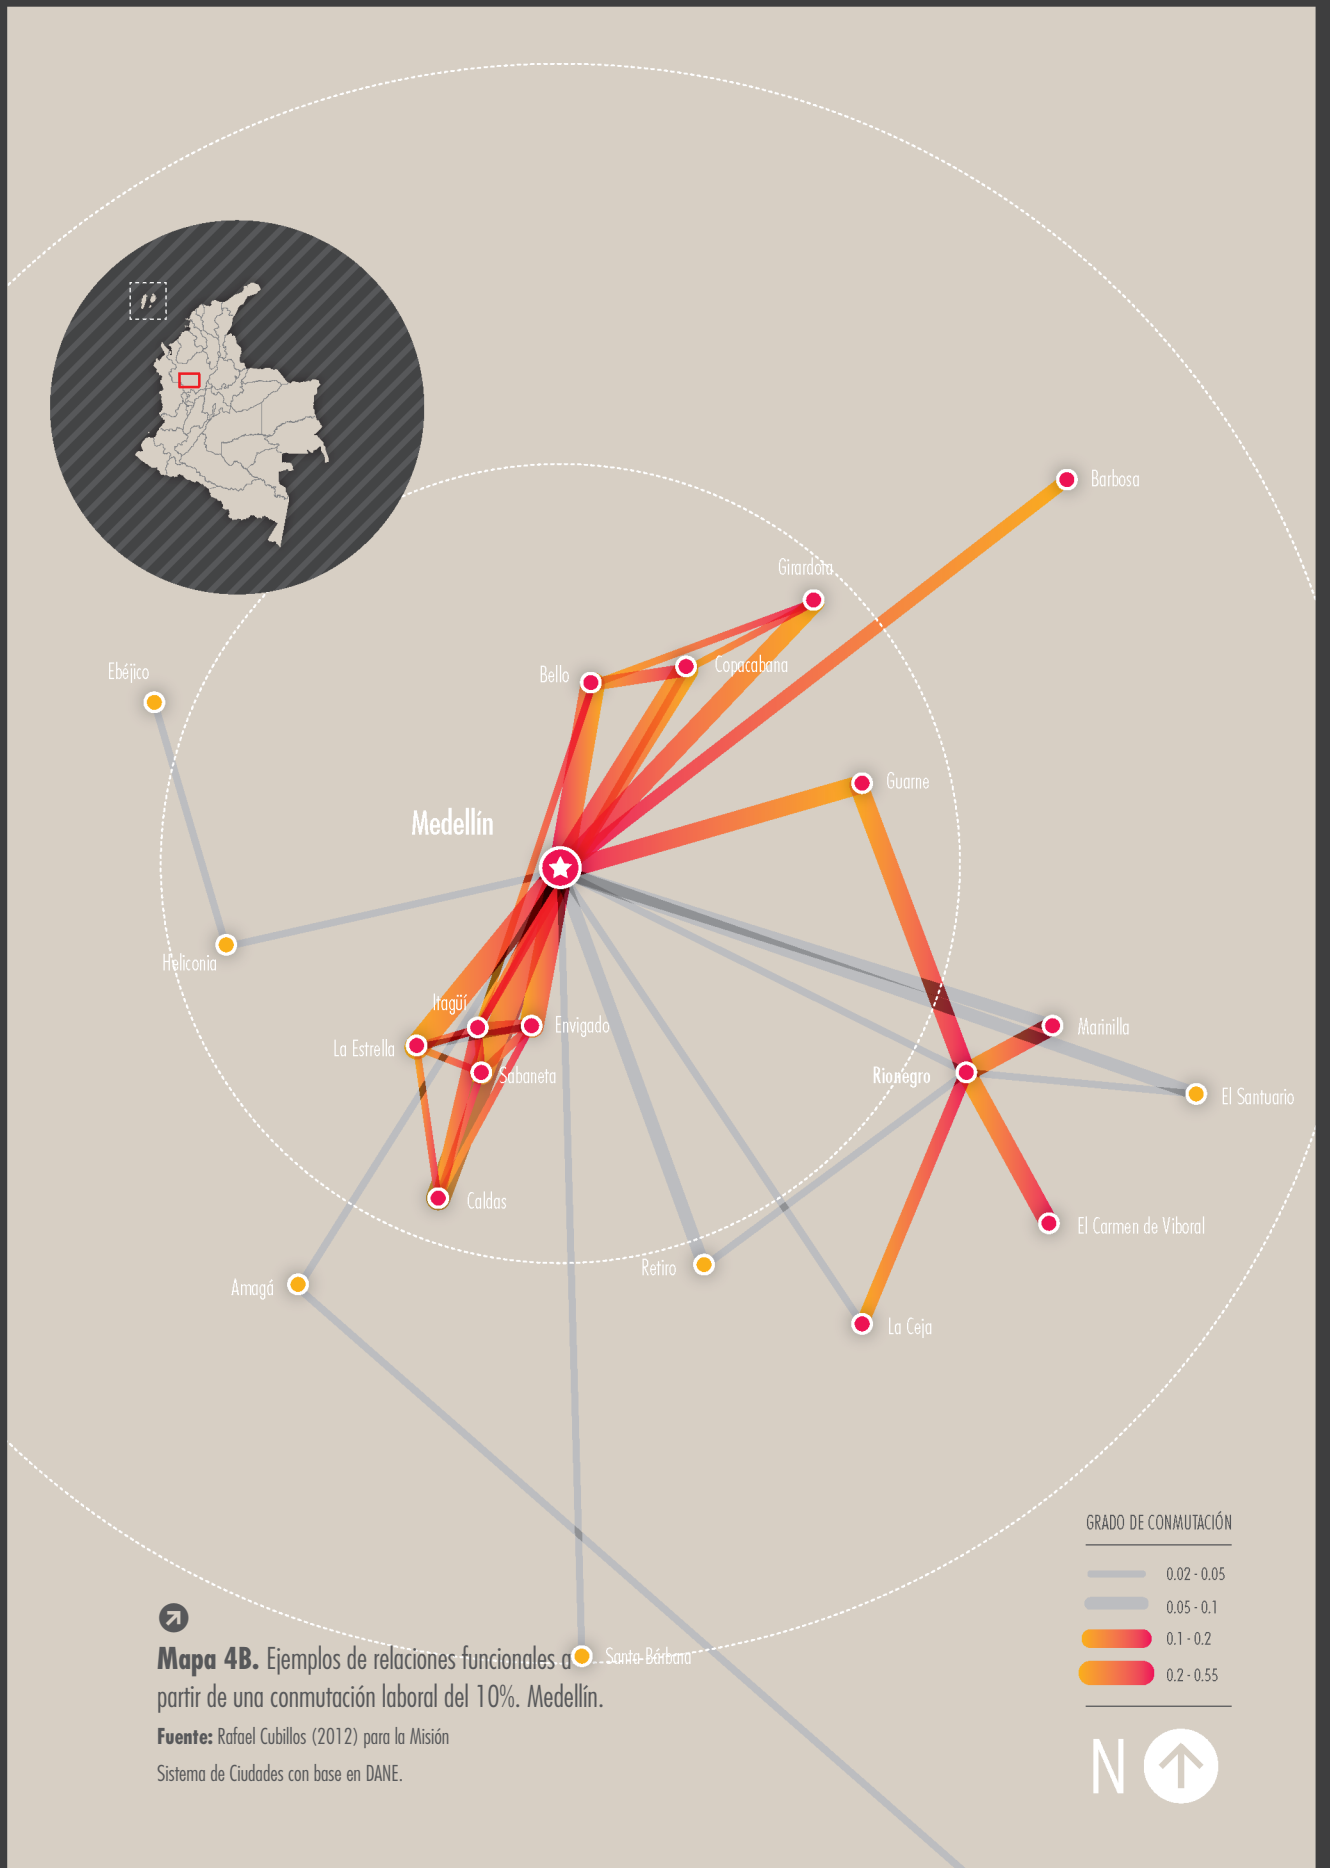 Barbosa
Girardota
Copacabana
Bello
Ebéjico
Guarne
Medellín
Heliconia
Itagüí
Envigado
La Estrella
Sabaneta
Marinilla
Rionegro
El Santuario
Caldas
El Carmen de Viboral
Retiro
Amagá
La Ceja
GRADO DE CONMUTACIÓN
0.02 - 0.05
0.05 - 0.1
0.1 - 0.2
0.2 - 0.55
Santa Bárbara
Mapa 4B. Ejemplos de relaciones funcionales a
partir de una conmutación laboral del 10%. Medellín.
Fuente: Rafael Cubillos (2012) para la Misión
Sistema de Ciudades con base en DANE.
N